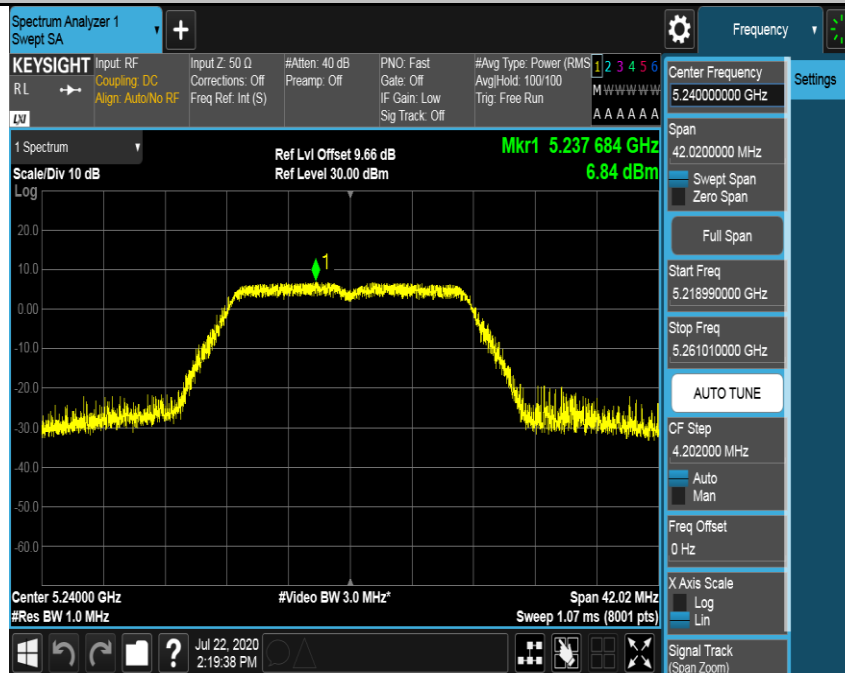 Spectrum Analyzer 1
Swept SA
+
Frequency
KEYSIGHT
RL
LXI
Input: RF
Coupling: DC
Align: Auto/No RF
Input Z: 50 Ω
Corrections: Off
Freq Ref: Int (S)
#Atten: 40 dB
Preamp: Off
PNO: Fast
Gate: Off
IF Gain: Low
Sig Track: Off
#Avg Type: Power (RMS
Avg|Hold: 100/100
Trig: Free Run
1 2 3 4 5 6
M W W W W W
A A A A A A
1 Spectrum
Scale/Div 10 dB
Log
Ref Lvl Offset 9.66 dB
Ref Level 30.00 dBm
Mkr1 5.237 684 GHz
6.84 dBm
20.0
10.0
0.00
-10.0
-20.0
-30.0
-40.0
-50.0
-60.0
1
Center 5.24000 GHz
#Res BW 1.0 MHz
#Video BW 3.0 MHz*
Span 42.02 MHz
Sweep 1.07 ms (8001 pts)
?
Jul 22, 2020
2:19:38 PM
Center Frequency
5.240000000 GHz
Settings
Span
42.0200000 MHz
Swept Span
Zero Span
Full Span
Start Freq
5.218990000 GHz
Stop Freq
5.261010000 GHz
AUTO TUNE
CF Step
4.202000 MHz
Auto
Man
Freq Offset
0 Hz
X Axis Scale
Log
Lin
Signal Track
(Span Zoom)